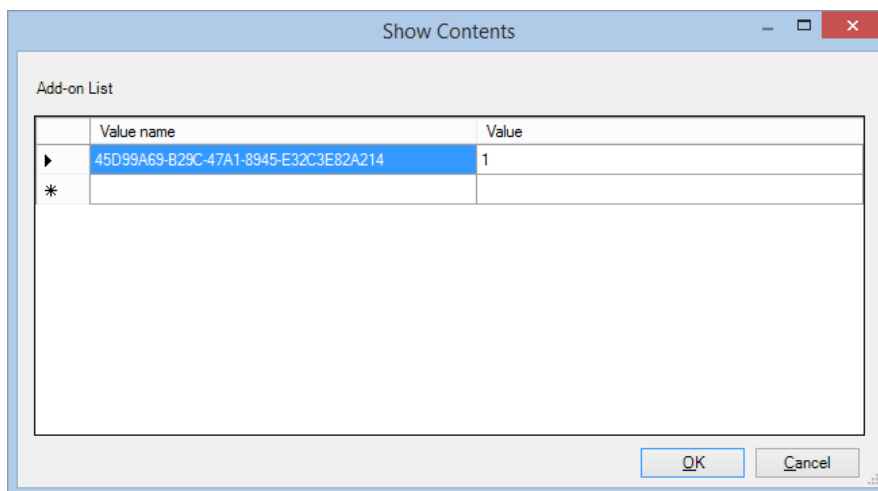 Show Contents
Add-on List
Value name Value
45D99A69-B29C-47A1-8945-E32C3E82A214 1
OK Cancel